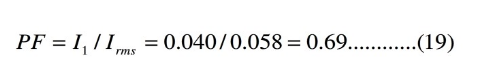 PF = I₁ / Iᵣₘₛ = 0.040/0.058 = 0.69............(19)